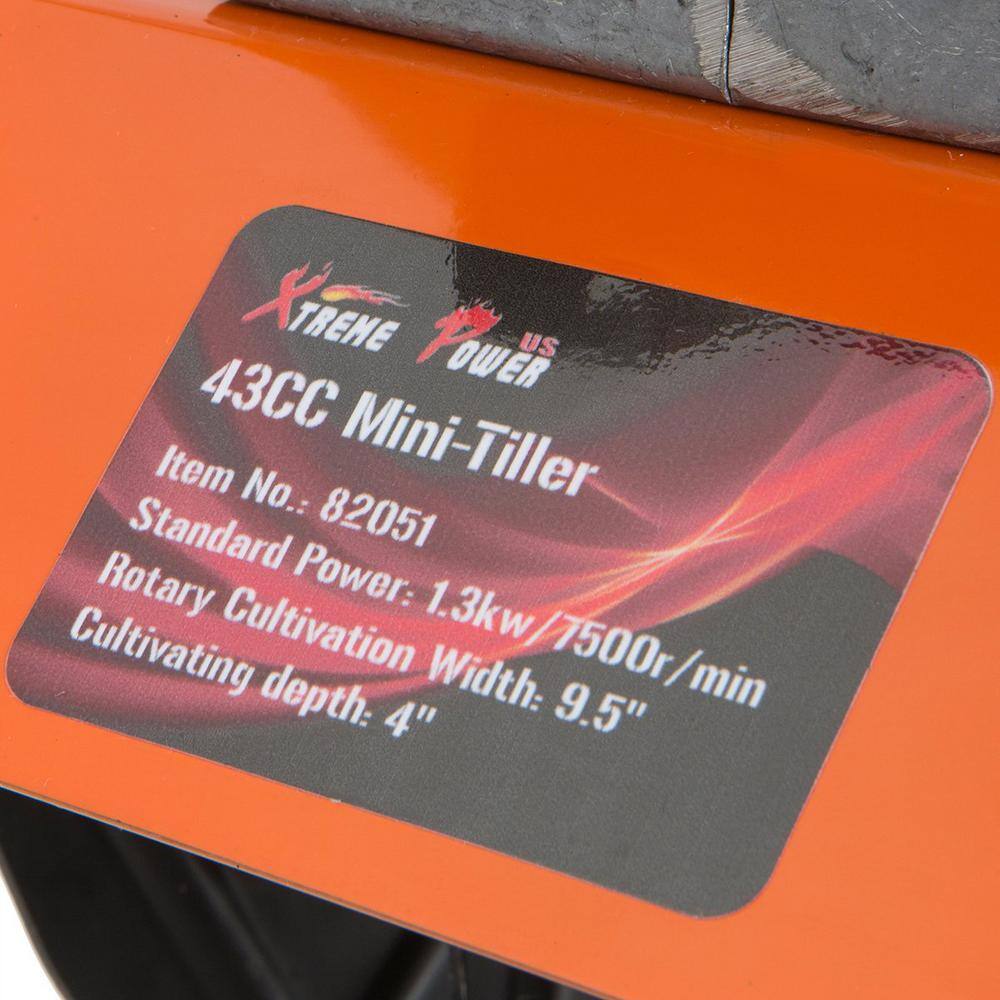 XTREME POWER US
43CC Mini-Tiller
Item No.: 82051
Standard Power: 1.3kw/7500r/min
Rotary Cultivation Width: 9.5"
Cultivating depth: 4"